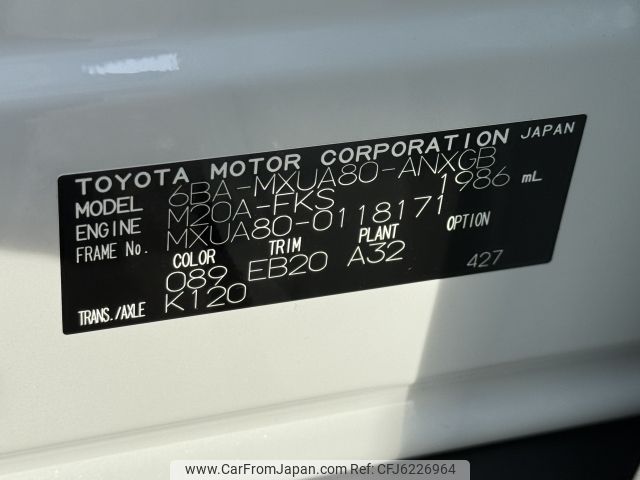 TOYOTA MOTOR CORPORATION JAPAN
MODEL 6BA-MXUA80-ANXGB
ENGINE M20A-FKS 1986 mL
FRAME No. MXUA80-0118171
COLOR TRIM PLANT OPTION
089 EB20 A32 427
TRANS./AXLE K120
www.CarFromJapan.com - CFJ6226964